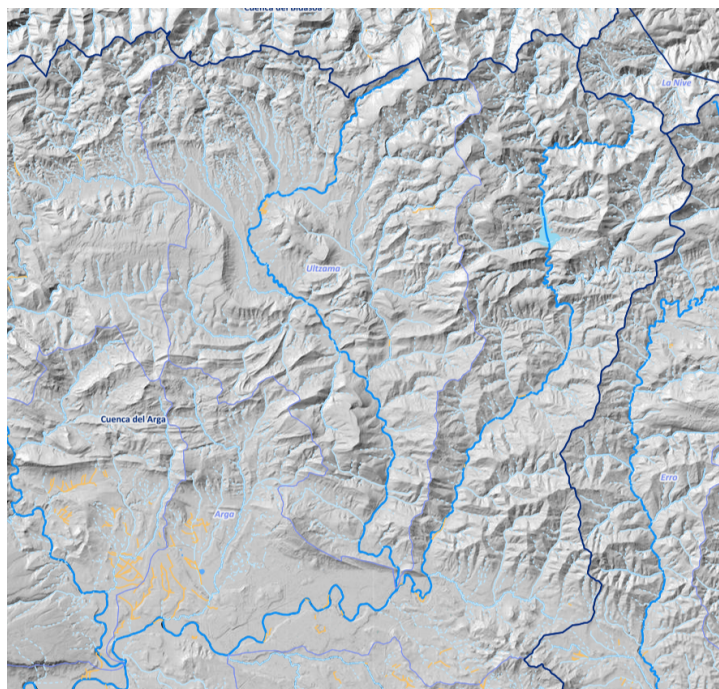 Cuenca del Bidasoa
La Nive
Ultzama
Cuenca del Arga
Erro
Arga